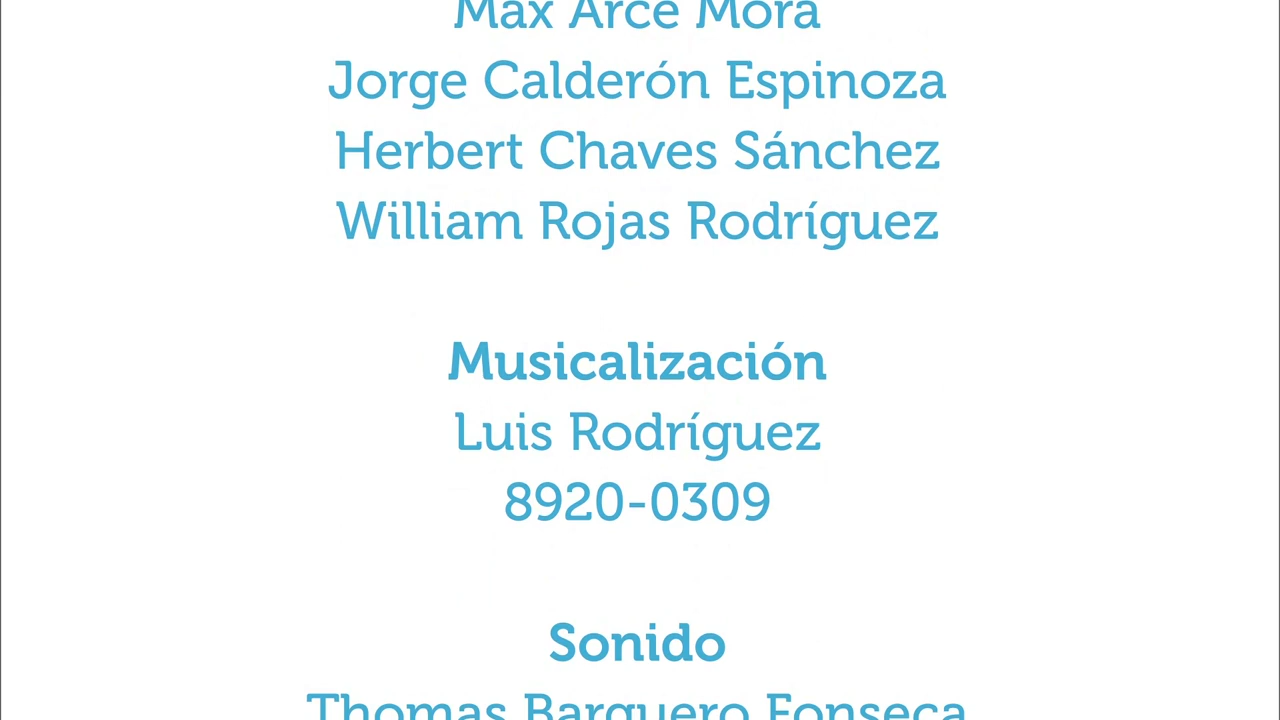 Max Arce Mora
Jorge Calderón Espinoza
Herbert Chaves Sánchez
William Rojas Rodríguez
Musicalización
Luis Rodríguez
8920-0309
Sonido
Thomas Barquero Fonseca